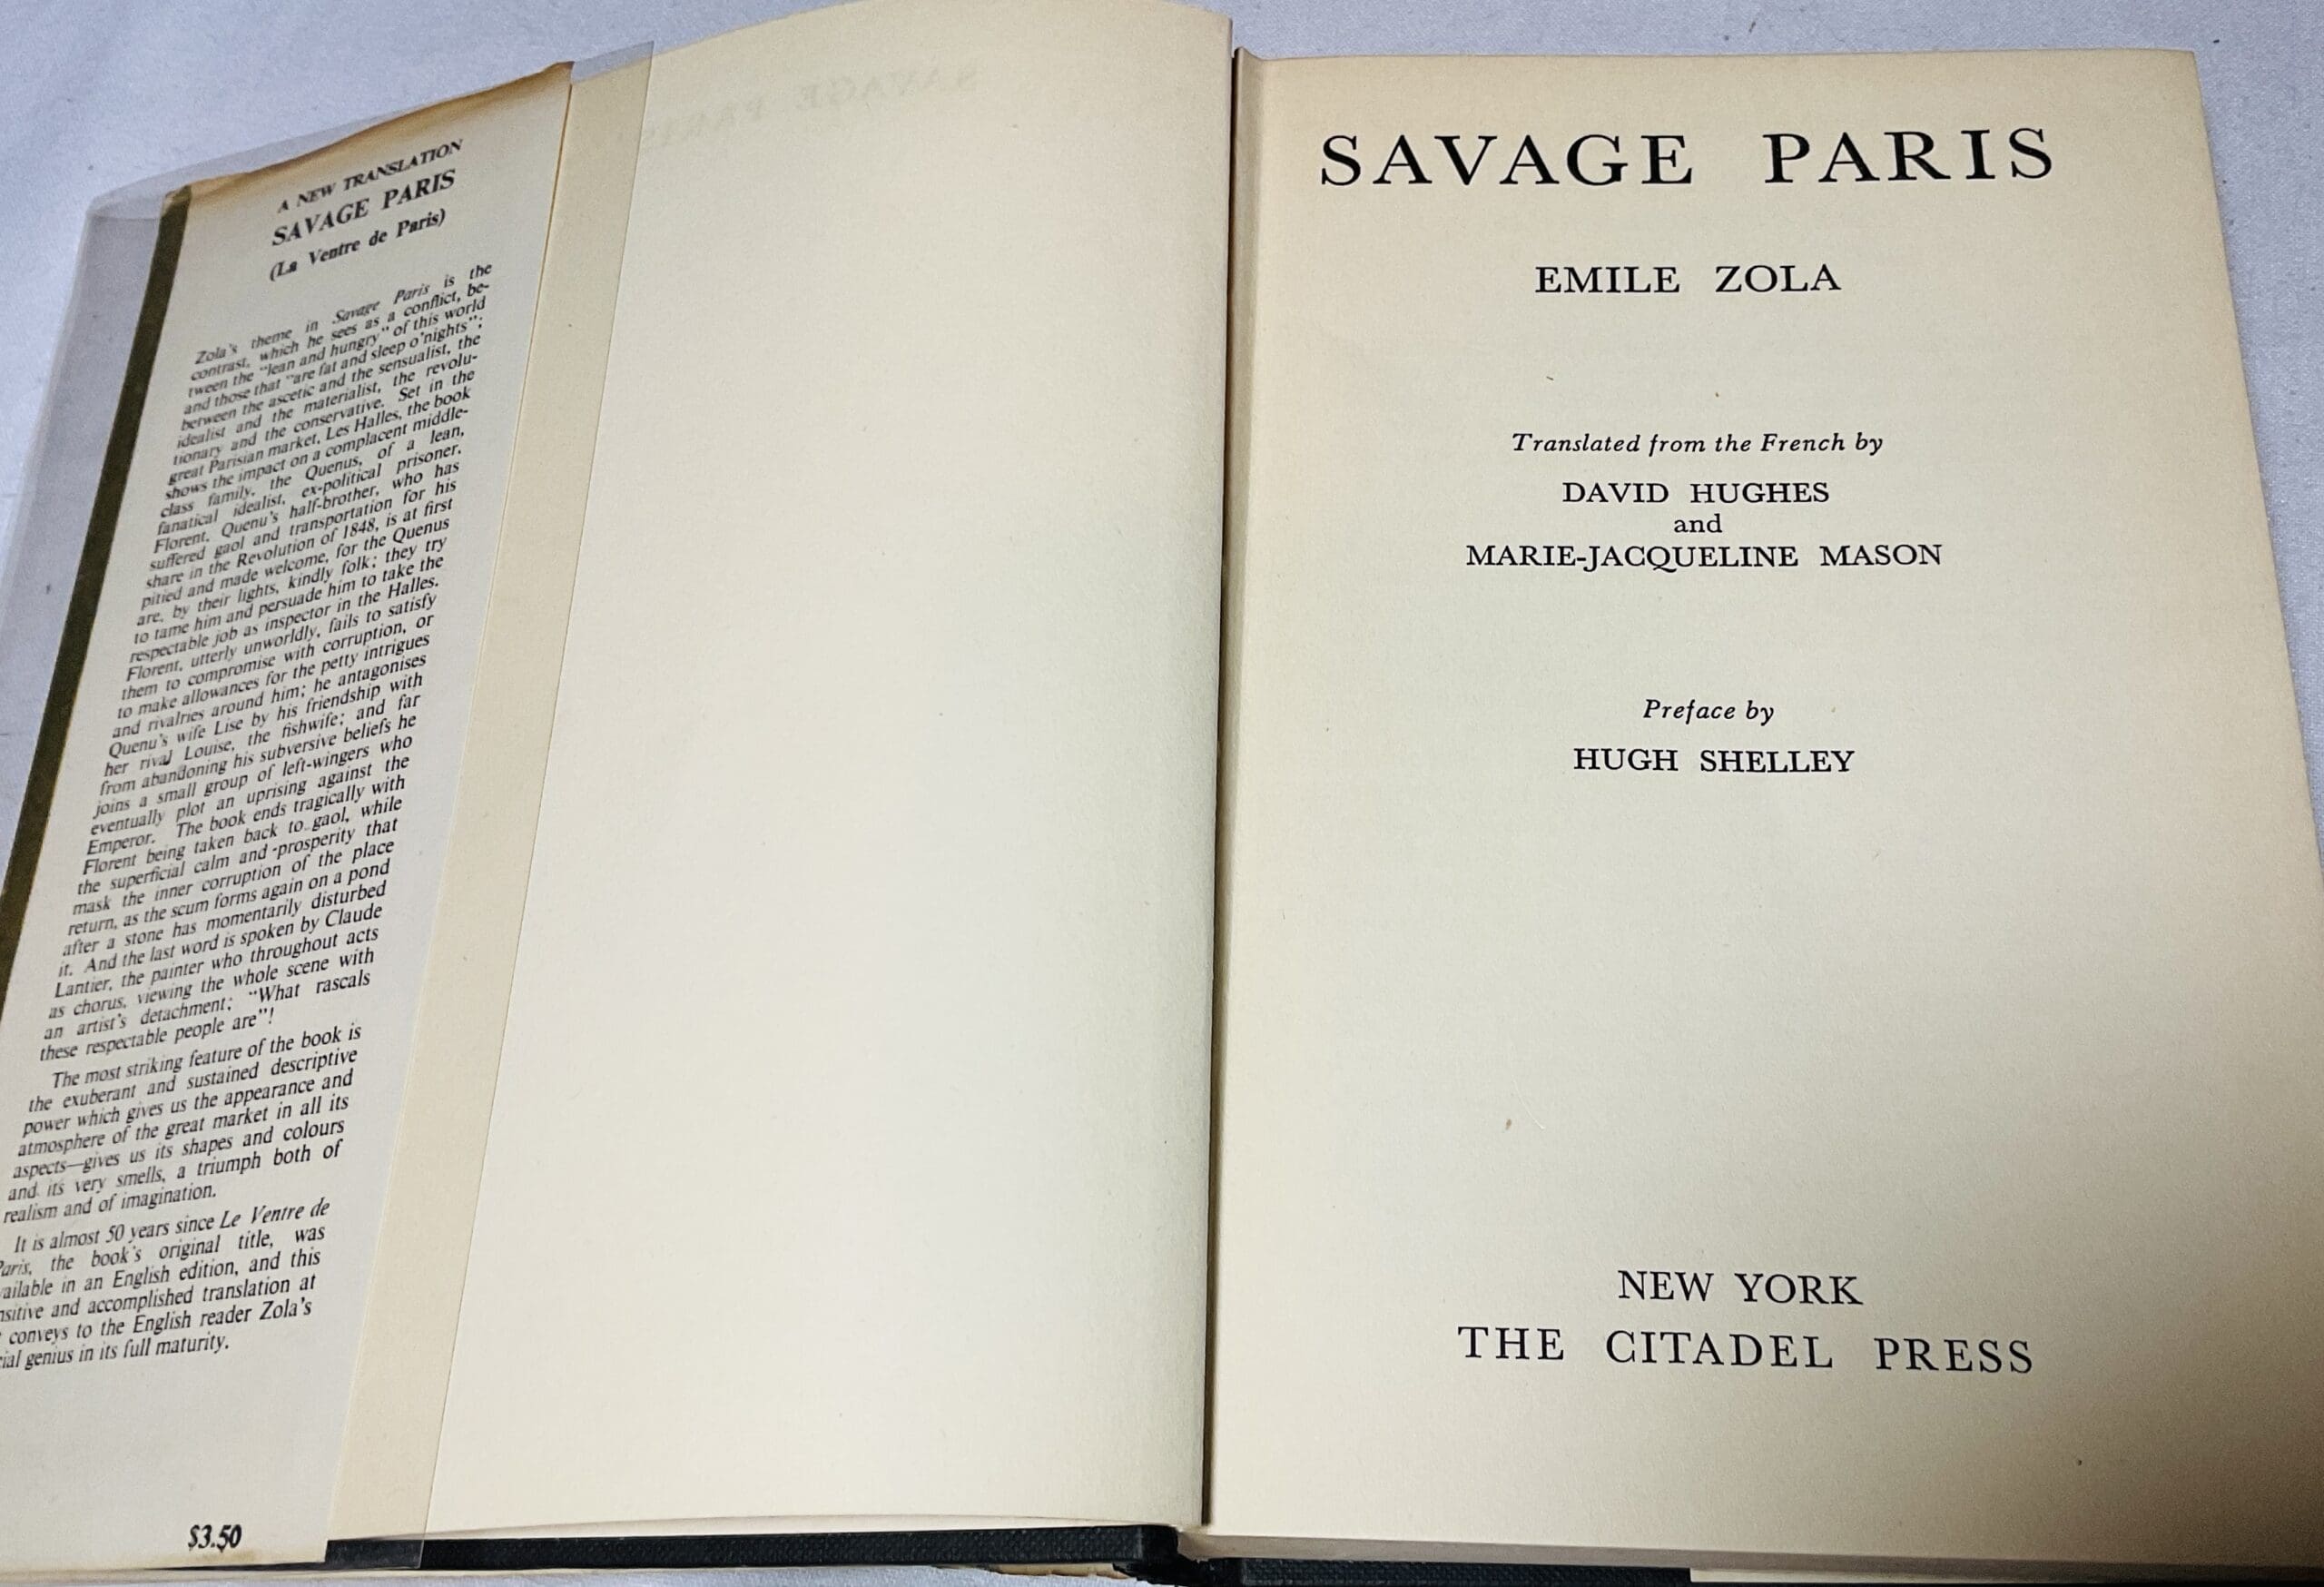 A NEW TRANSLATION
SAVAGE PARIS
(La Ventre de Paris)
Zola's theme in Savage Paris is the
contrast, which he sees as a conflict, be-
tween the "lean and hungry" of this world
and those that "are fat and sleep o'nights";
between the ascetic and the sensualist, the
idealist and the materialist, the revolu-
tionary and the conservative. Set in the
great Parisian market, Les Halles, the book
shows the impact on a complacent middle-
class family, the Quenus, of a lean,
fanatical idealist, ex-political prisoner.
Florent, Quenu's half-brother, who has
suffered gaol and transportation for his
share in the Revolution of 1848, is at first
pitied and made welcome, for the Quenus
are, by their lights, kindly folk; they try
to tame him and persuade him to take the
respectable job as inspector in the Halles.
Florent, utterly unworldly, fails to satisfy
them to compromise with corruption, or
to make allowances for the petty intrigues
and rivalries around him; he antagonises
Quenu's wife Lise by his friendship with
her rival Louise, the fishwife; and far
from abandoning his subversive beliefs he
joins a small group of left-wingers who
eventually plot an uprising against the
Emperor. The book ends tragically with
Florent being taken back to gaol, while
the superficial calm and prosperity that
mask the inner corruption of the place
return, as the scum forms again on a pond
after a stone has momentarily disturbed
it. And the last word is spoken by Claude
Lantier, the painter who throughout acts
as chorus, viewing the whole scene with
an artist's detachment; "What rascals
these respectable people are"!
The most striking feature of the book is
the exuberant and sustained descriptive
power which gives us the appearance and
atmosphere of the great market in all its
aspects—gives us its shapes and colours
and its very smells, a triumph both of
realism and of imagination.
It is almost 50 years since Le Ventre de
Paris, the book's original title, was
ailable in an English edition, and this
nsitive and accomplished translation at
conveys to the English reader Zola's
ial genius in its full maturity.
$3.50
SAVAGE PARIS
EMILE ZOLA
Translated from the French by
DAVID HUGHES
and
MARIE-JACQUELINE MASON
Preface by
HUGH SHELLEY
NEW YORK
THE CITADEL PRESS